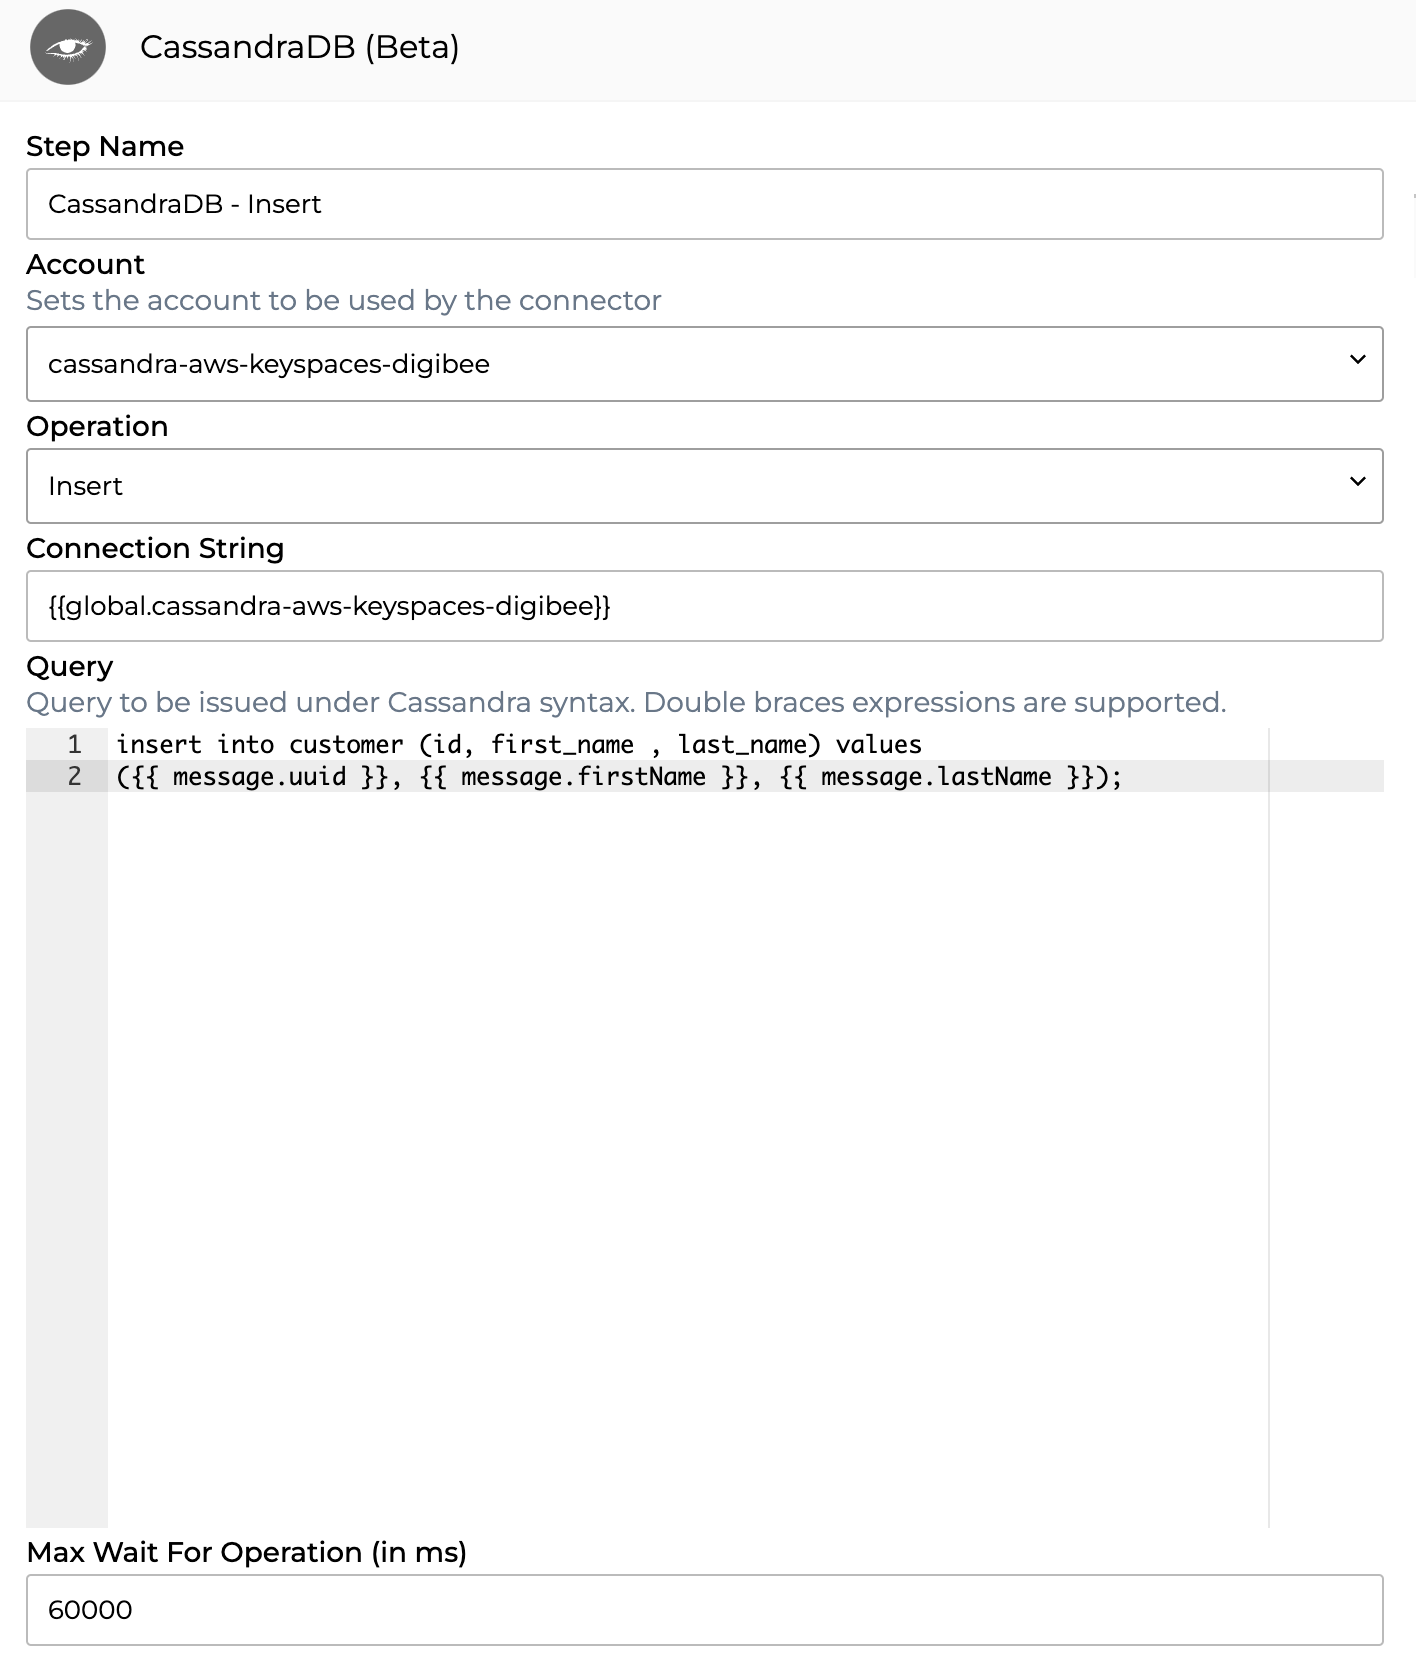 CassandraDB (Beta)
Step Name
CassandraDB - Insert
Account
Sets the account to be used by the connector
cassandra-aws-keyspaces-digibee
Operation
Insert
Connection String
{{global.cassandra-aws-keyspaces-digibee}}
Query
Query to be issued under Cassandra syntax. Double braces expressions are supported.
1 insert into customer (id, first_name , last_name) values
2 ({{ message.uuid }}, {{ message.firstName }}, {{ message.lastName }});
Max Wait For Operation (in ms)
60000